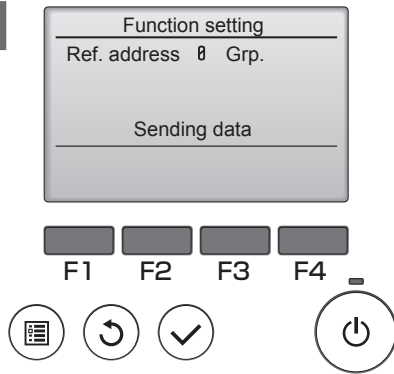 Function setting
Ref. address 0 Grp.
Sending data
F1 F2 F3 F4